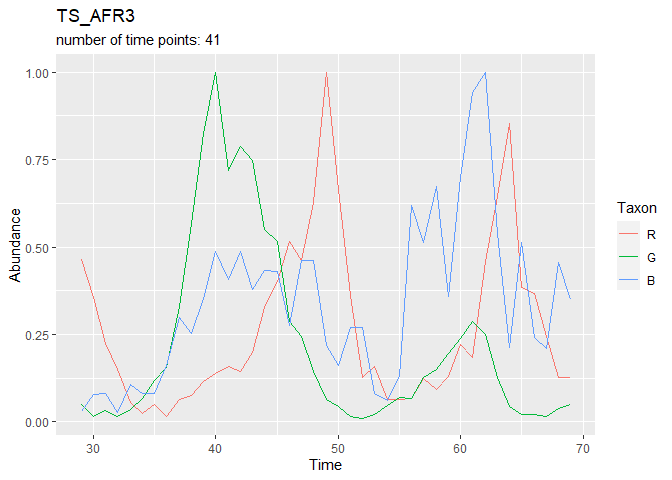 TS_AFR3
number of time points: 41
1.00
0.75
0.50
0.25
0.00
Abundance
30 40 50 60 70
Time
Taxon
R
G
B